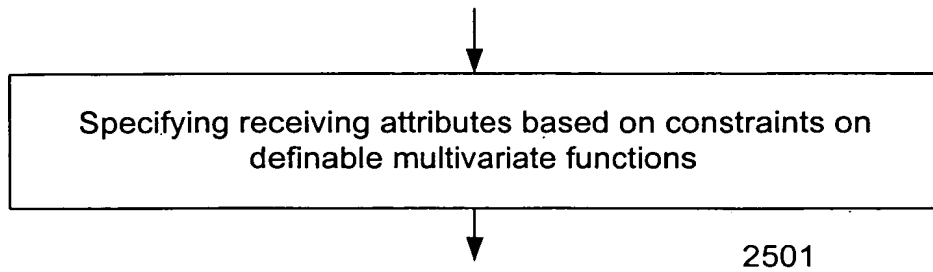 Specifying receiving attributes based on constraints on
definable multivariate functions
2501